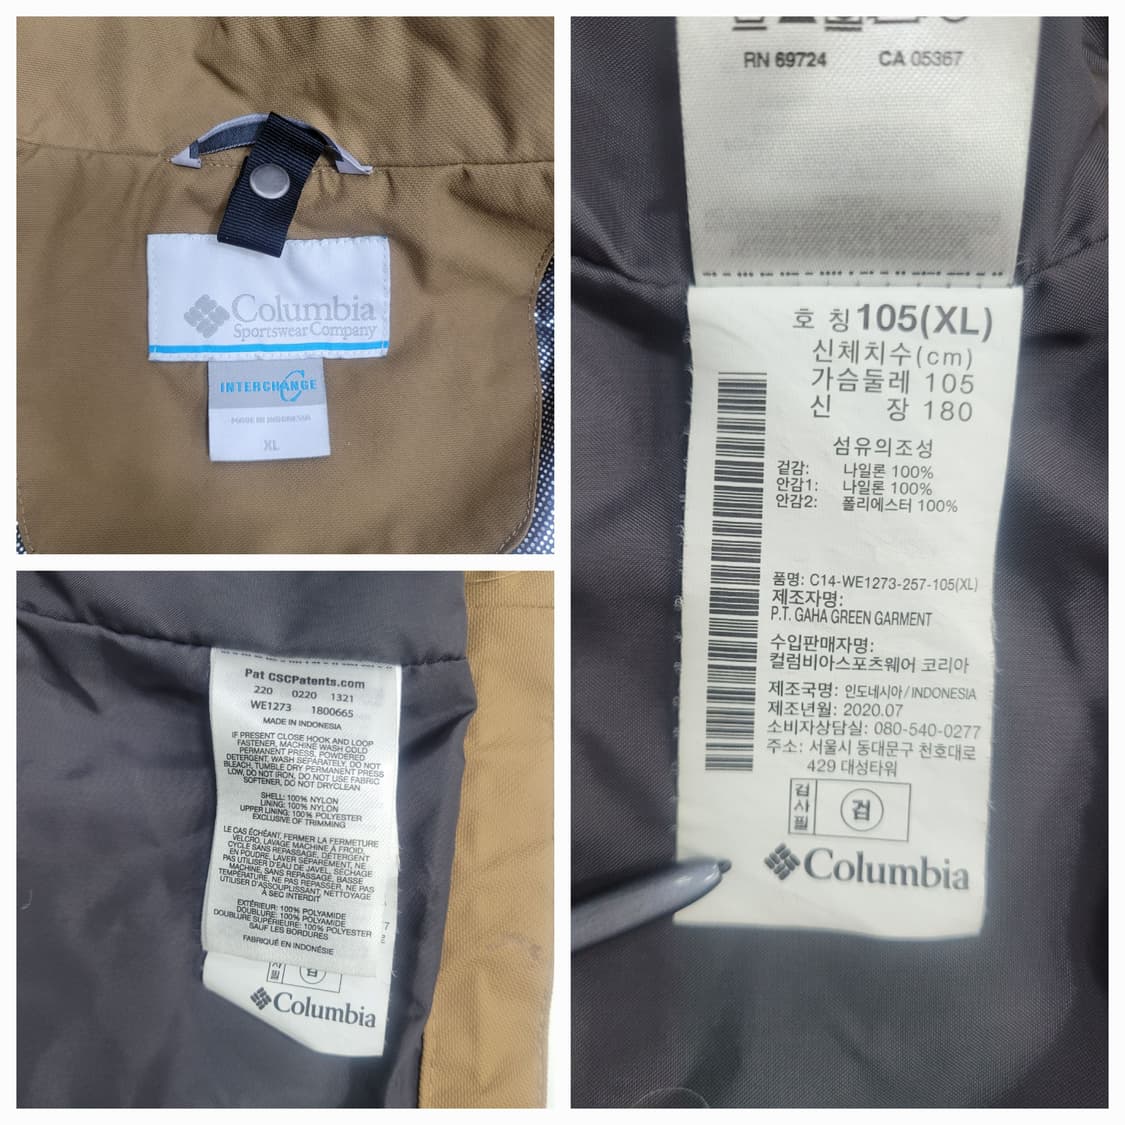 Columbia
Sportswear Company
INTERCHANGE
MADE IN INDONESIA
XL
Pat CSCPatents.com
220 0220 1321
WE1273 1800665
MADE IN INDONESIA
IF PRESENT CLOSE HOOK AND LOOP
FASTENER, MACHINE WASH COLD
PERMANENT PRESS, POWDERED
DETERGENT, WASH SEPARATELY, DO NOT
BLEACH, TUMBLE DRY PERMANENT PRESS
LOW, DO NOT IRON, DO NOT USE FABRIC
SOFTENER, DO NOT DRYCLEAN
SHELL: 100% NYLON
LINING: 100% NYLON
UPPER LINING: 100% POLYESTER
EXCLUSIVE OF TRIMMING
LE CAS ÉCHÉANT, FERMER LA FERMETURE
VELCRO, LAVAGE MACHINE À FROID,
CYCLE SANS REPASSAGE, DÉTERGENT
EN POUDRE, LAVER SÉPAREMENT, NE
PAS UTILISER D'EAU DE JAVEL, SÉCHAGE
MACHINE, SANS REPASSAGE, BASSE
TEMPÉRATURE, NE PAS REPASSER, NE PAS
UTILISER D'ASSOUPLISSANT, NETTOYAGE
À SEC INTERDIT
EXTÉRIEUR: 100% POLYAMIDE
DOUBLURE: 100% POLYAMIDE
DOUBLURE SUPÉRIEURE: 100% POLYESTER
SAUF LES BORDURES
FABRIQUÉ EN INDONÉSIE
검
Columbia
RN 69724 CA 05367
호 칭 105(XL)
신체치수(cm)
가슴둘레 105
신 장 180
섬유의조성
겉감: 나일론 100%
안감1: 나일론 100%
안감2: 폴리에스터 100%
품명: C14-WE1273-257-105(XL)
제조자명:
P.T. GAHA GREEN GARMENT
수입판매자명:
컬럼비아스포츠웨어 코리아
제조국명: 인도네시아 / INDONESIA
제조년월: 2020.07
소비자상담실: 080-540-0277
주소: 서울시 동대문구 천호대로
429 대성타워
검사필 검
Columbia